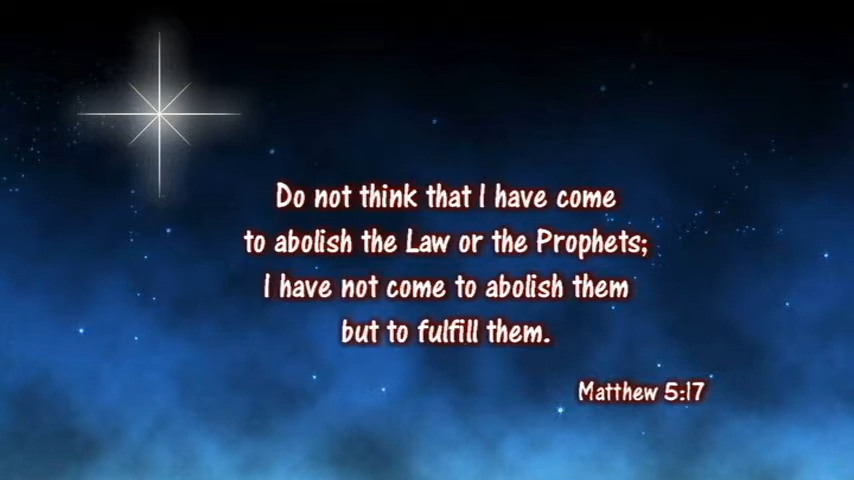 Do not think that I have come
to abolish the Law or the Prophets;
I have not come to abolish them
but to fulfill them.
Matthew 5:17